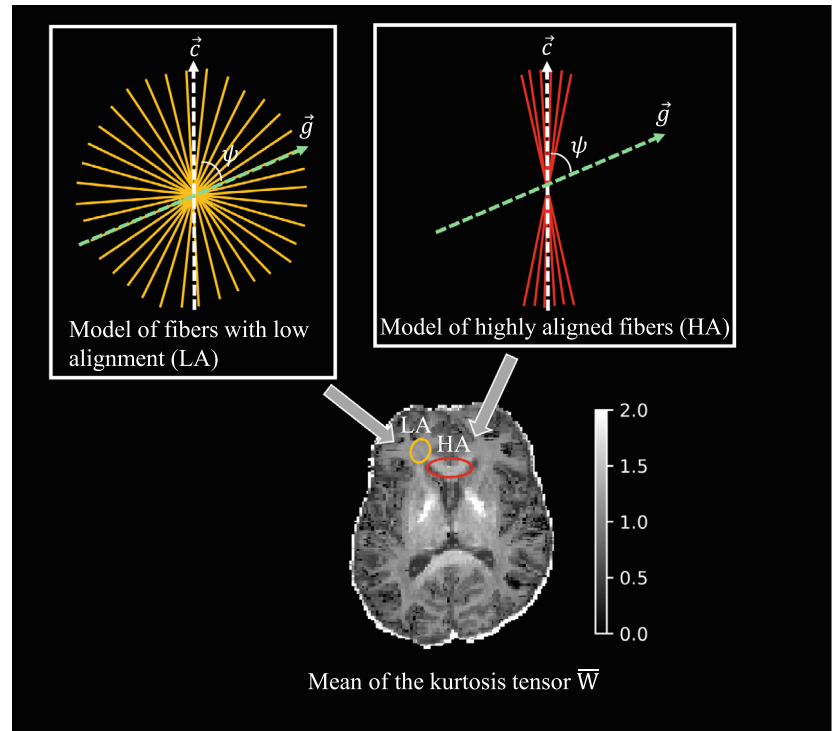 c⃗
g⃗
ψ
Model of fibers with low
alignment (LA)
c⃗
g⃗
ψ
Model of highly aligned fibers (HA)
LA
HA
2.0
1.5
1.0
0.5
0.0
Mean of the kurtosis tensor W̅